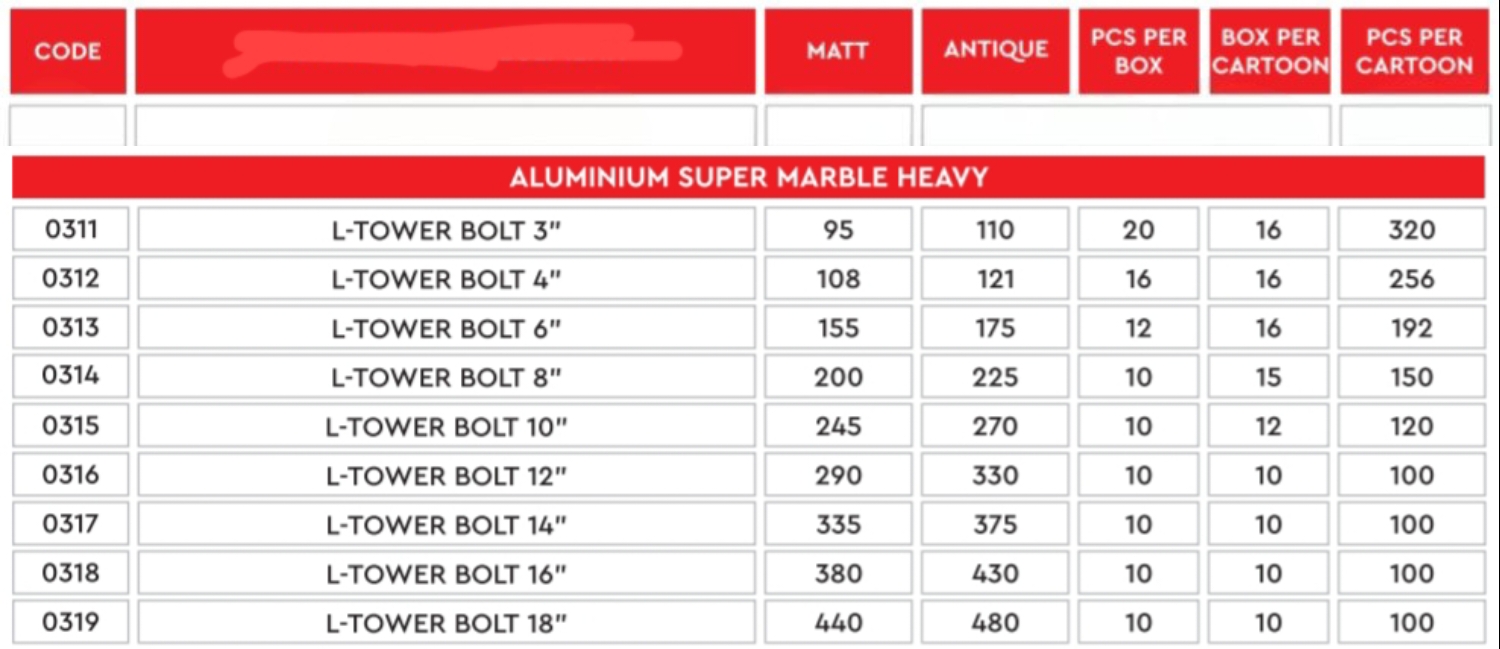 CODE MATT ANTIQUE PCS PER BOX BOX PER CARTOON PCS PER CARTOON
ALUMINIUM SUPER MARBLE HEAVY
0311 L-TOWER BOLT 3" 95 110 20 16 320
0312 L-TOWER BOLT 4" 108 121 16 16 256
0313 L-TOWER BOLT 6" 155 175 12 16 192
0314 L-TOWER BOLT 8" 200 225 10 15 150
0315 L-TOWER BOLT 10" 245 270 10 12 120
0316 L-TOWER BOLT 12" 290 330 10 10 100
0317 L-TOWER BOLT 14" 335 375 10 10 100
0318 L-TOWER BOLT 16" 380 430 10 10 100
0319 L-TOWER BOLT 18" 440 480 10 10 100